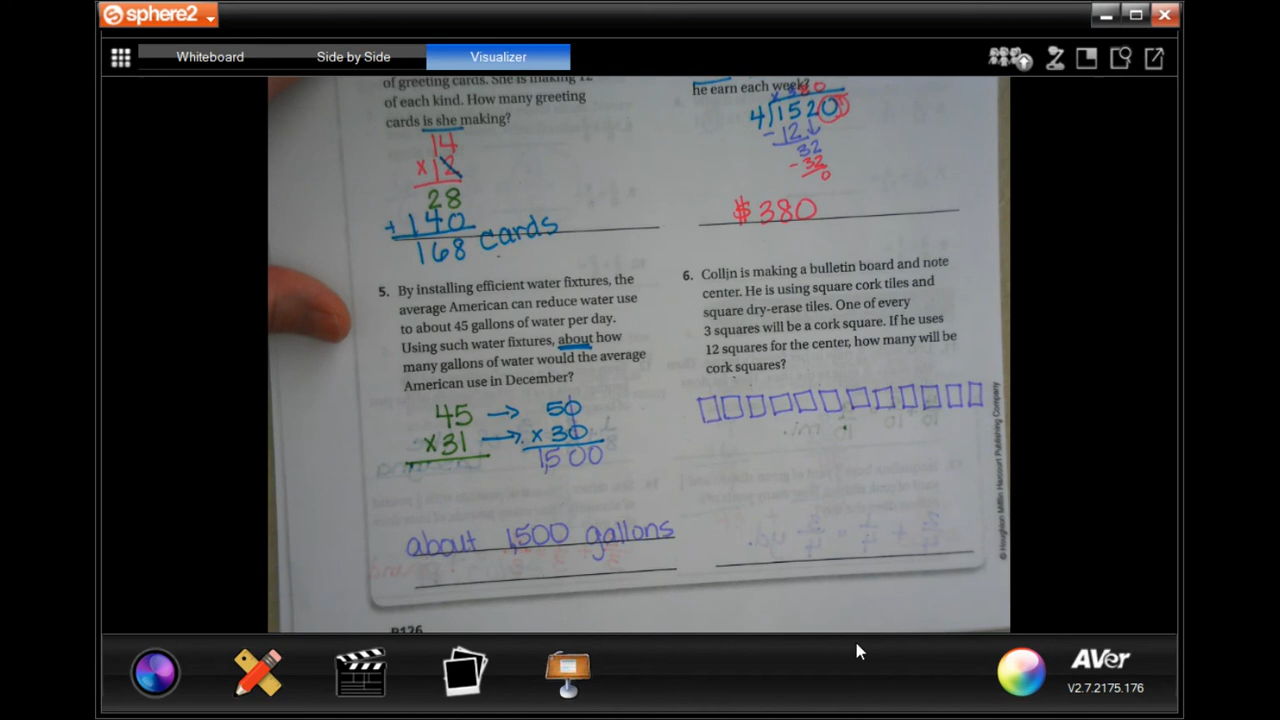 sphere2
Whiteboard
Side by Side
Visualizer
of greeting cards. She is making 12
of each kind. How many greeting
cards is she making?
14
×12
28
+140
168 cards
he earn each week?
× 380
4)1520
-12
32
-32
0
$380
5. By installing efficient water fixtures, the
average American can reduce water use
to about 45 gallons of water per day.
Using such water fixtures, about how
many gallons of water would the average
American use in December?
45 → 50
×31 → ×30
1,500
about 1,500 gallons
6. Collin is making a bulletin board and note
center. He is using square cork tiles and
square dry-erase tiles. One of every
3 squares will be a cork square. If he uses
12 squares for the center, how many will be
cork squares?
© Houghton Mifflin Harcourt Publishing Company
P126
AVer
V2.7.2175.176